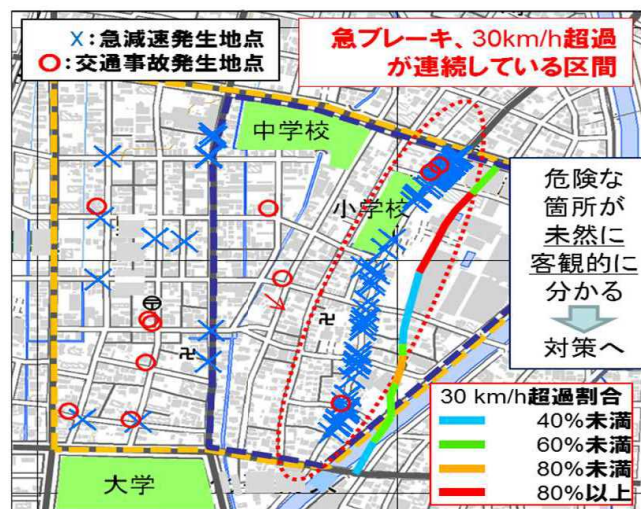 ×:急減速発生地点
○:交通事故発生地点
急ブレーキ、30km/h超過
が連続している区間
中学校
小学校
大学
危険な
箇所が
未然に
客観的に
分かる
対策へ
30 km/h超過割合
40%未満
60%未満
80%未満
80%以上